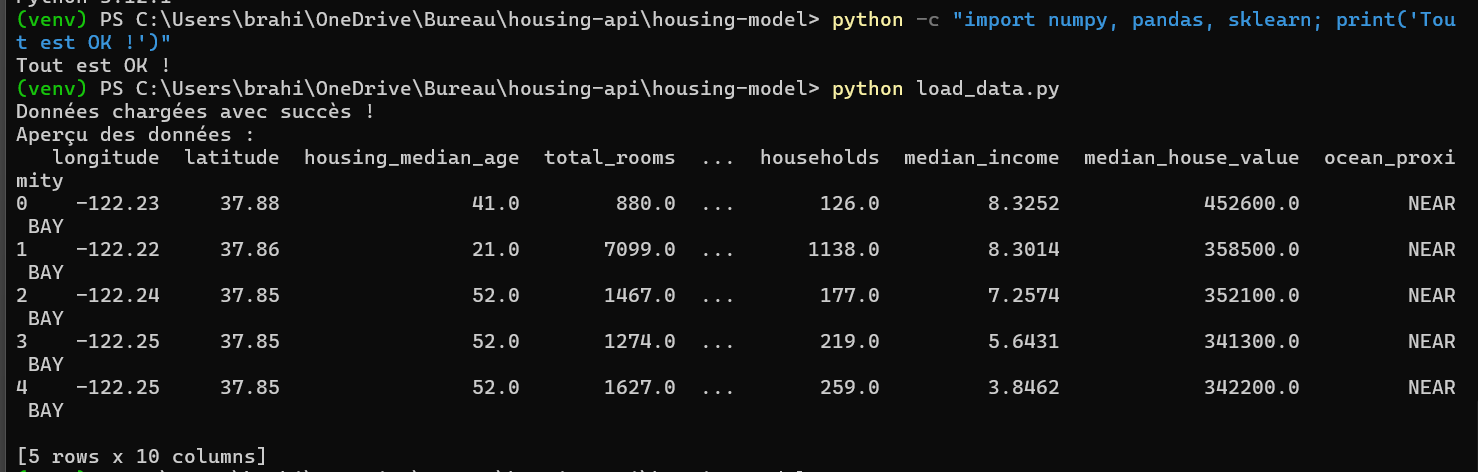 Python 3.12.1
(venv) PS C:\Users\brahi\OneDrive\Bureau\housing-api\housing-model> python -c "import numpy, pandas, sklearn; print('Tou
t est OK !')"
Tout est OK !
(venv) PS C:\Users\brahi\OneDrive\Bureau\housing-api\housing-model> python load_data.py
Données chargées avec succès !
Aperçu des données :
   longitude  latitude  housing_median_age  total_rooms  ...  households  median_income  median_house_value  ocean_proxi
mity
0    -122.23     37.88                41.0        880.0  ...       126.0         8.3252            452600.0         NEAR
 BAY
1    -122.22     37.86                21.0       7099.0  ...      1138.0         8.3014            358500.0         NEAR
 BAY
2    -122.24     37.85                52.0       1467.0  ...       177.0         7.2574            352100.0         NEAR
 BAY
3    -122.25     37.85                52.0       1274.0  ...       219.0         5.6431            341300.0         NEAR
 BAY
4    -122.25     37.85                52.0       1627.0  ...       259.0         3.8462            342200.0         NEAR
 BAY

[5 rows x 10 columns]